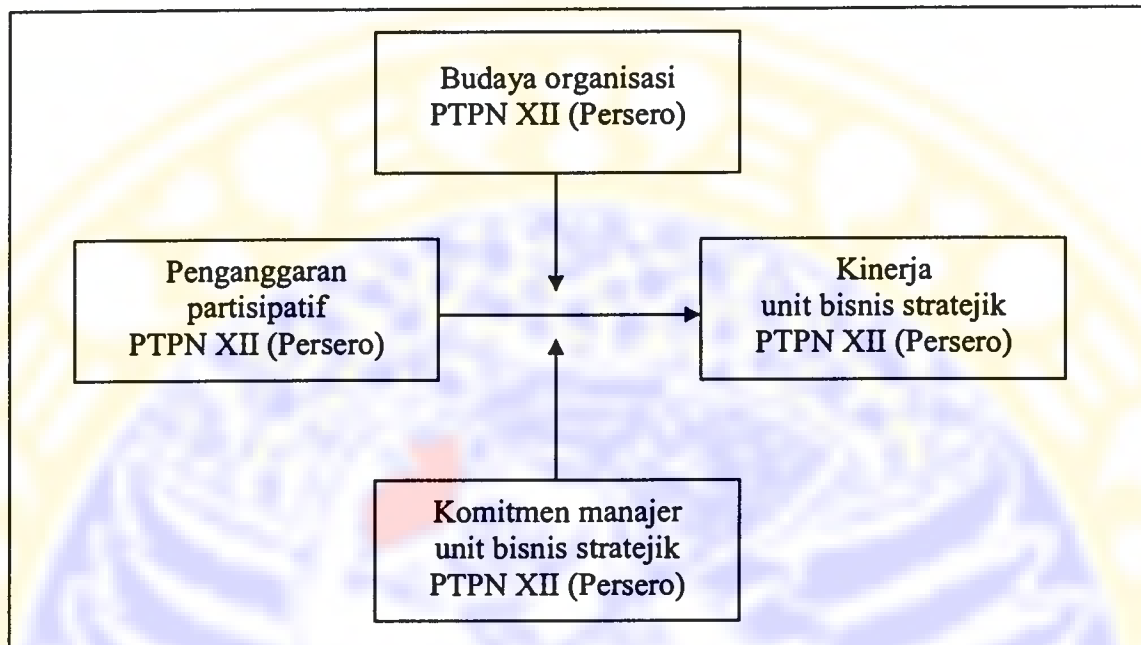 Budaya organisasi
PTPN XII (Persero)
Penganggaran
partisipatif
PTPN XII (Persero)
Kinerja
unit bisnis stratejik
PTPN XII (Persero)
Komitmen manajer
unit bisnis stratejik
PTPN XII (Persero)